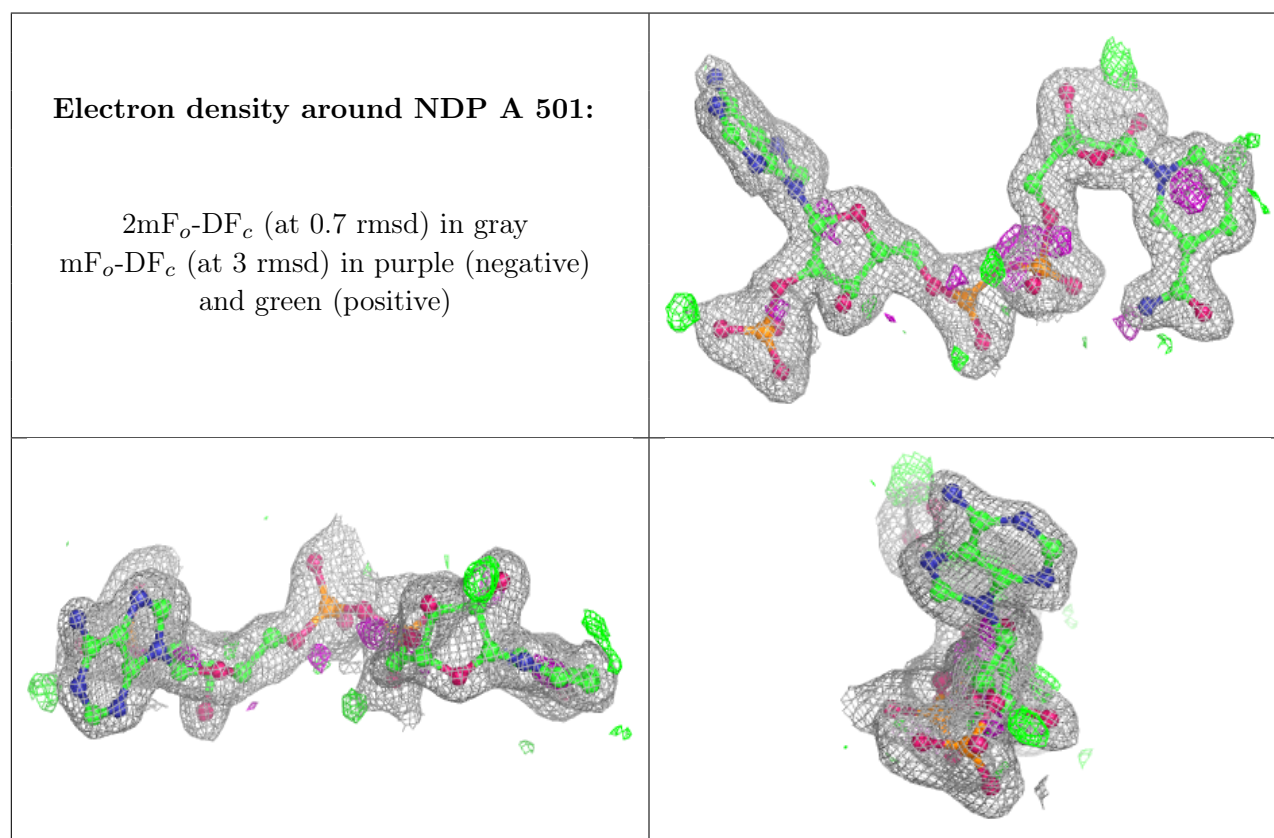 Electron density around NDP A 501:
2mFo-DFc (at 0.7 rmsd) in gray
mFo-DFc (at 3 rmsd) in purple (negative)
and green (positive)